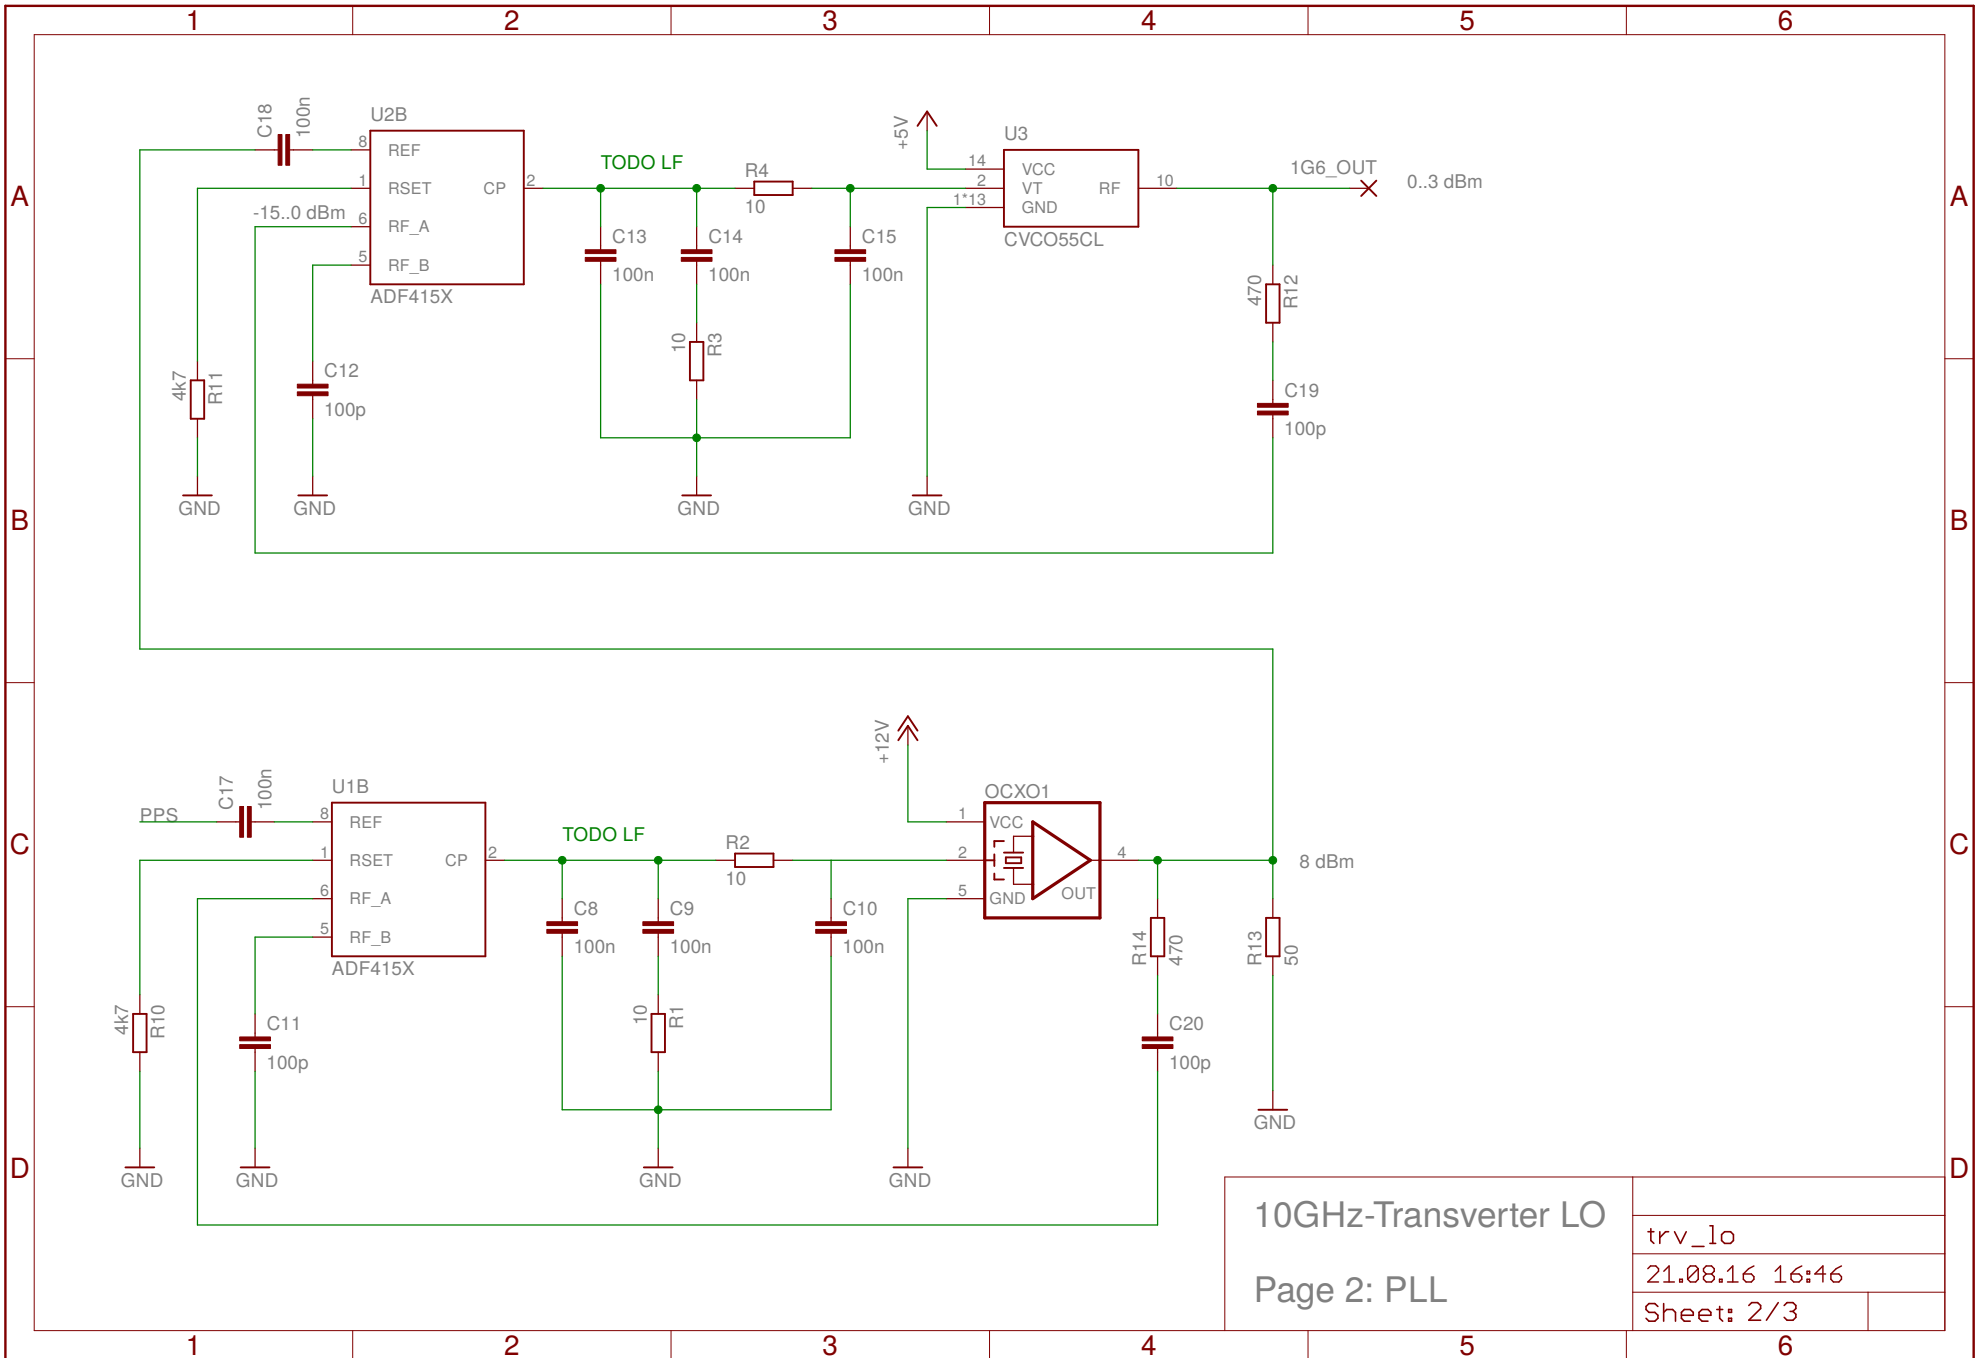 1 2 3 4 5 6
A
B
C
D
A
B
C
D
1 2 3 4 5 6
C18
100n
U2B
8 REF
1 RSET
-15..0 dBm
6 RF_A
5 RF_B
CP 2
ADF415X
4k7
R11
C12
100p
GND
GND
TODO LF
R4
10
C13
100n
C14
100n
C15
100n
10
R3
GND
+5V
U3
14 VCC
2 VT
1*13 GND
RF 10
CVCO55CL
GND
1G6_OUT
0..3 dBm
470
R12
C19
100p
PPS
C17
100n
U1B
8 REF
1 RSET
6 RF_A
5 RF_B
CP 2
ADF415X
4k7
R10
C11
100p
GND
GND
TODO LF
R2
10
C8
100n
C9
100n
C10
100n
10
R1
GND
+12V
OCXO1
1 VCC
2
5 GND
4
OUT
GND
8 dBm
R14
470
R13
50
C20
100p
GND
10GHz-Transverter LO
Page 2: PLL
trv_lo
21.08.16 16:46
Sheet: 2/3